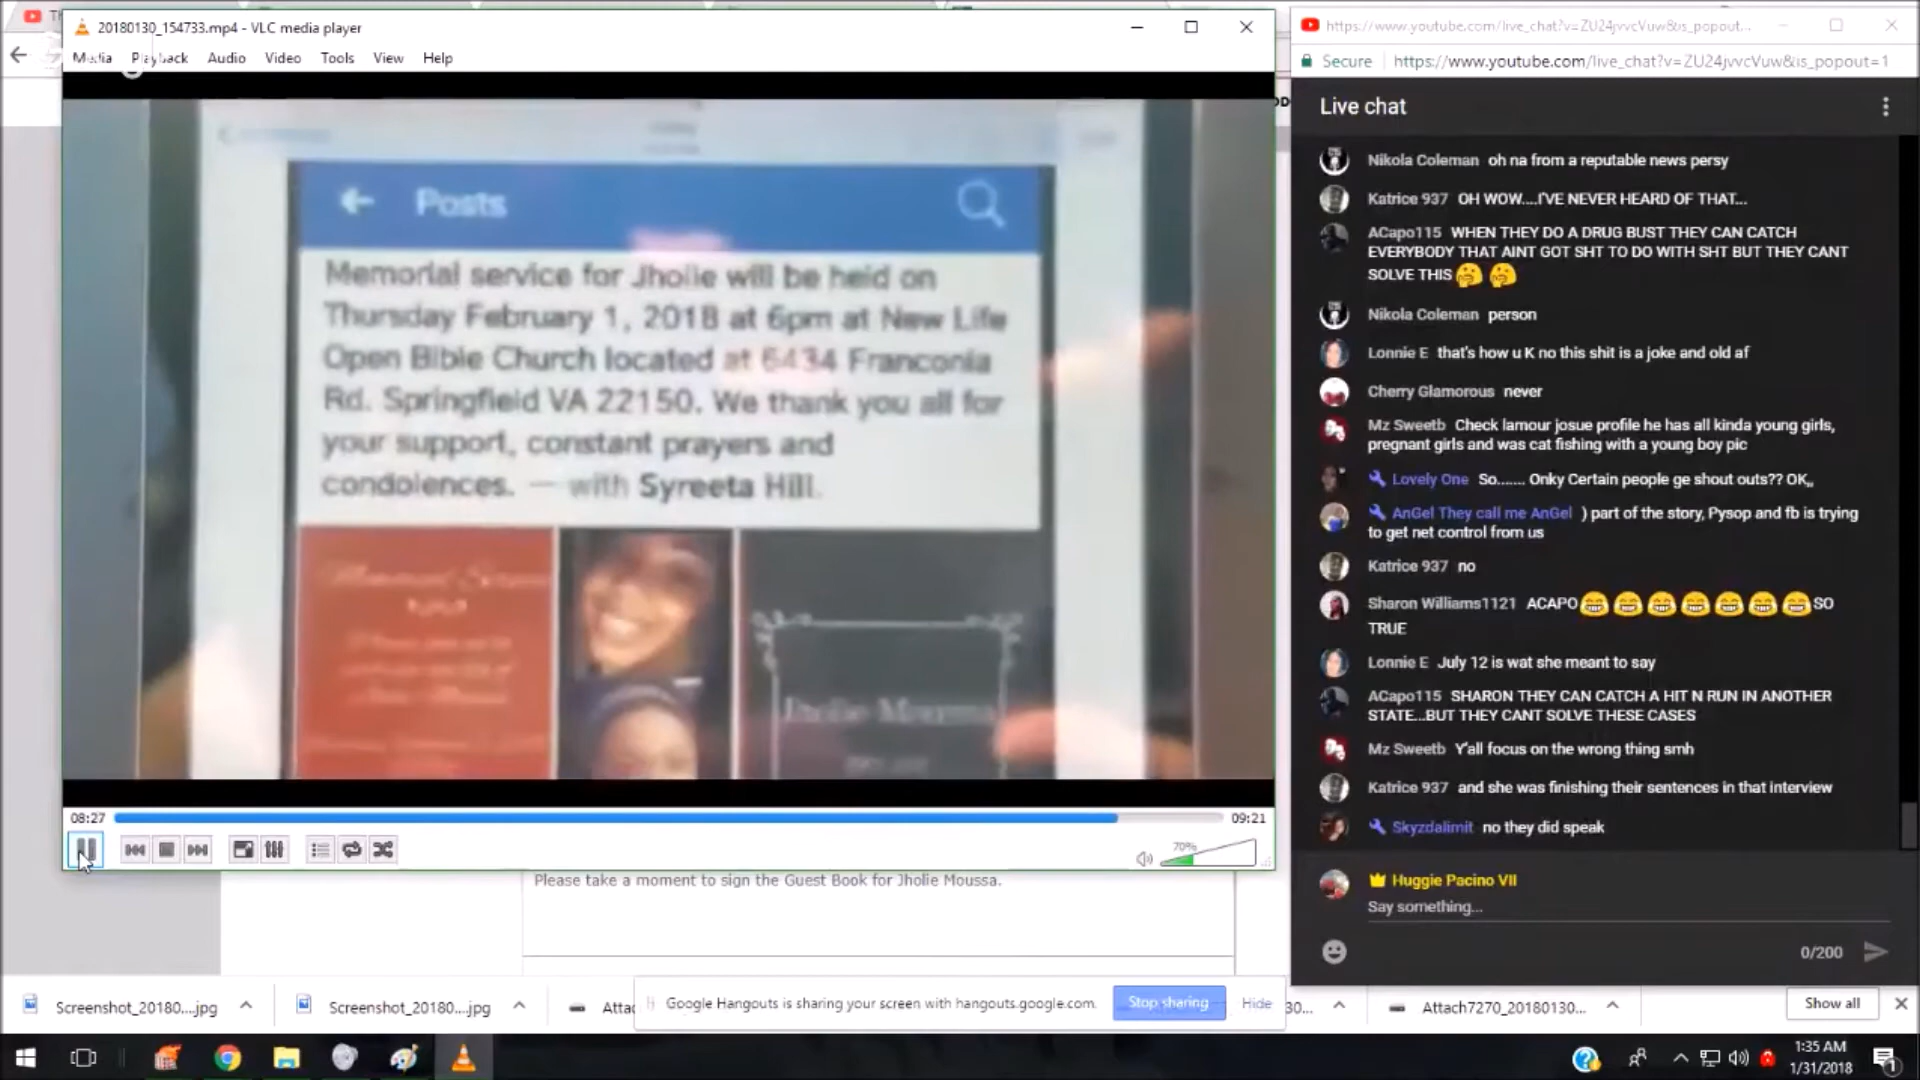 20180130_154733.mp4 - VLC media player
Media Playback Audio Video Tools View Help
Posts
Memorial service for Jholie will be held on
Thursday February 1, 2018 at 6pm at New Life
Open Bible Church located at 6434 Franconia
Rd. Springfield VA 22150. We thank you all for
your support, constant prayers and
condolences. — with Syreeta Hill.
Memorial Service
Jholie Moussa
08:27
09:21
70%
Please take a moment to sign the Guest Book for Jholie Moussa.
https://www.youtube.com/live_chat?v=ZU24jvvcVuw&is_popout...
Secure https://www.youtube.com/live_chat?v=ZU24jvvcVuw&is_popout=1
Live chat
Nikola Coleman oh na from a reputable news persy
Katrice 937 OH WOW....I'VE NEVER HEARD OF THAT...
ACapo115 WHEN THEY DO A DRUG BUST THEY CAN CATCH
EVERYBODY THAT AINT GOT SHT TO DO WITH SHT BUT THEY CANT
SOLVE THIS🤔🤔
Nikola Coleman person
Lonnie E that's how u K no this shit is a joke and old af
Cherry Glamorous never
Mz Sweetb Check lamour josue profile he has all kinda young girls,
pregnant girls and was cat fishing with a young boy pic
Lovely One So....... Onky Certain people ge shout outs?? OK,,
AnGel They call me AnGel ) part of the story, Pysop and fb is trying
to get net control from us
Katrice 937 no
Sharon Williams1121 ACAPO😂😂😂😂😂😂😂SO
TRUE
Lonnie E July 12 is wat she meant to say
ACapo115 SHARON THEY CAN CATCH A HIT N RUN IN ANOTHER
STATE...BUT THEY CANT SOLVE THESE CASES
Mz Sweetb Y'all focus on the wrong thing smh
Katrice 937 and she was finishing their sentences in that interview
Skyzdalimit no they did speak
Huggie Pacino VII
Say something...
0/200
Screenshot_20180....jpg
Screenshot_20180....jpg
Google Hangouts is sharing your screen with hangouts.google.com.
Stop sharing
Hide
Attach7270_20180130...
Show all
1:35 AM
1/31/2018